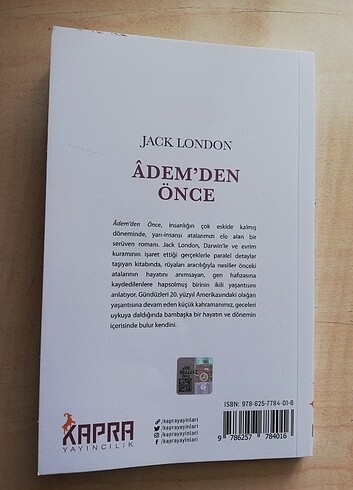 JACK LONDON
ÂDEM'DEN
ÖNCE
Âdem'den Önce, insanlığın çok eskide kalmış
döneminde, yarı-insansı atalarımızı ele alan bir
serüven romanı. Jack London, Darwin'le ve evrim
kuramının işaret ettiği gerçeklerle paralel detaylar
taşıyan kitabında, rüyaları aracılığıyla nesiller önceki
atalarının hayatını anımsayan, gen hafızasına
kaydedilenlere hapsolmuş birinin ikili yaşantısını
anlatıyor. Gündüzleri 20. yüzyıl Amerikasındaki olağan
yaşantısına devam eden küçük kahramanımız, geceleri
uykuya daldığında bambaşka bir hayatın ve dönemin
içerisinde bulur kendini.
KAPRA
YAYINCILIK
/kaprayayinlari
/kaprayayinlari
/kaprayayinlari
ISBN: 978-625-7784-01-6
9 786257 784016